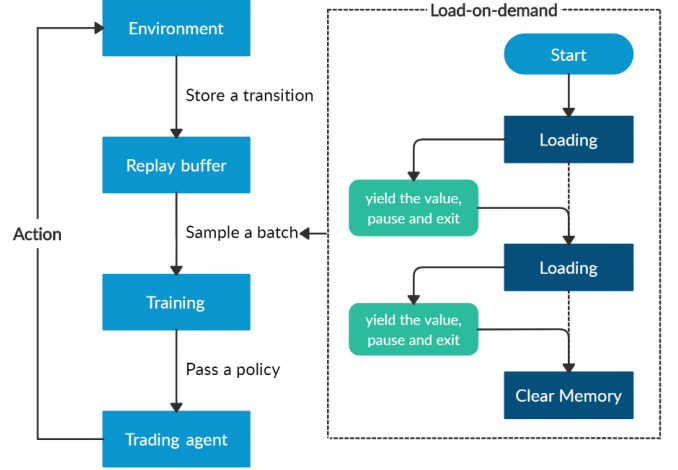 Environment
Store a transition
Replay buffer
Action
Sample a batch
Training
Pass a policy
Trading agent
Load-on-demand
Start
Loading
yield the value,
pause and exit
Loading
yield the value,
pause and exit
Clear Memory